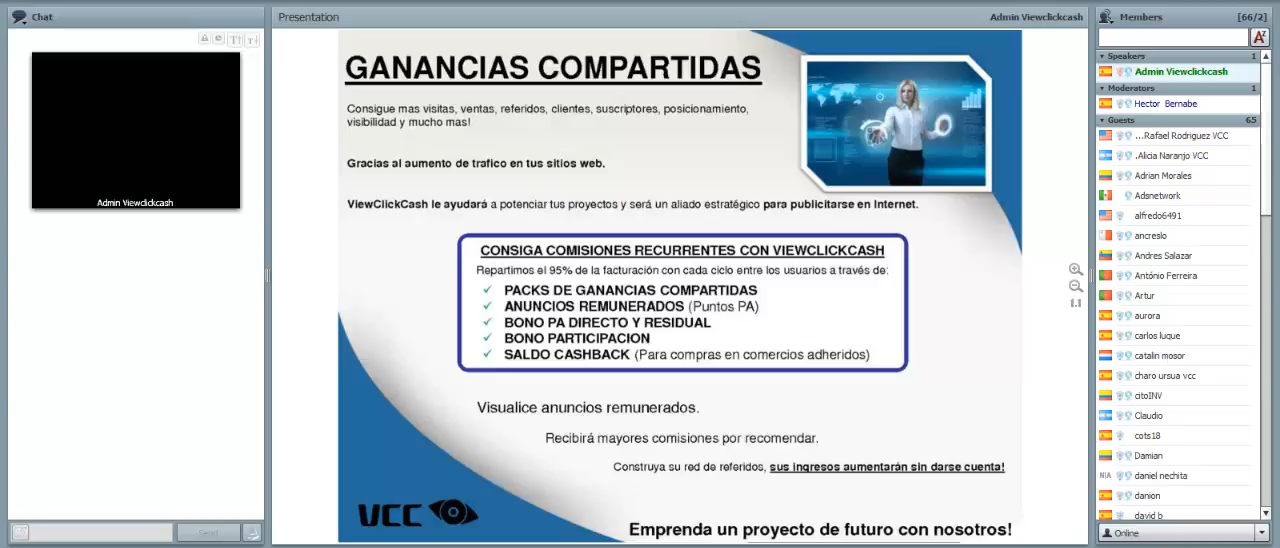 Chat
Admin Viewclickcash
Send
Presentation
Admin Viewclickcash
GANANCIAS COMPARTIDAS
Consigue mas visitas, ventas, referidos, clientes, suscriptores, posicionamiento,
visibilidad y mucho mas!
Gracias al aumento de trafico en tus sitios web.
ViewClickCash le ayudará a potenciar tus proyectos y será un aliado estratégico para publicitarse en Internet.
CONSIGA COMISIONES RECURRENTES CON VIEWCLICKCASH
Repartimos el 95% de la facturación con cada ciclo entre los usuarios a través de:
PACKS DE GANANCIAS COMPARTIDAS
ANUNCIOS REMUNERADOS (Puntos PA)
BONO PA DIRECTO Y RESIDUAL
BONO PARTICIPACION
SALDO CASHBACK (Para compras en comercios adheridos)
Visualice anuncios remunerados.
Recibirá mayores comisiones por recomendar.
Construya su red de referidos, sus ingresos aumentarán sin darse cuenta!
VCC
Emprenda un proyecto de futuro con nosotros!
1.1
Members [66/2]
Speakers 1
Admin Viewclickcash
Moderators 1
Hector Bernabe
Guests 65
...Rafael Rodriguez VCC
.Alicia Naranjo VCC
Adrian Morales
Adsnetwork
alfredo6491
ancreslo
Andres Salazar
António Ferreira
Artur
aurora
carlos luque
catalin mosor
charo ursua vcc
citoINV
Claudio
cots18
Damian
N|A daniel nechita
danion
david b
Online